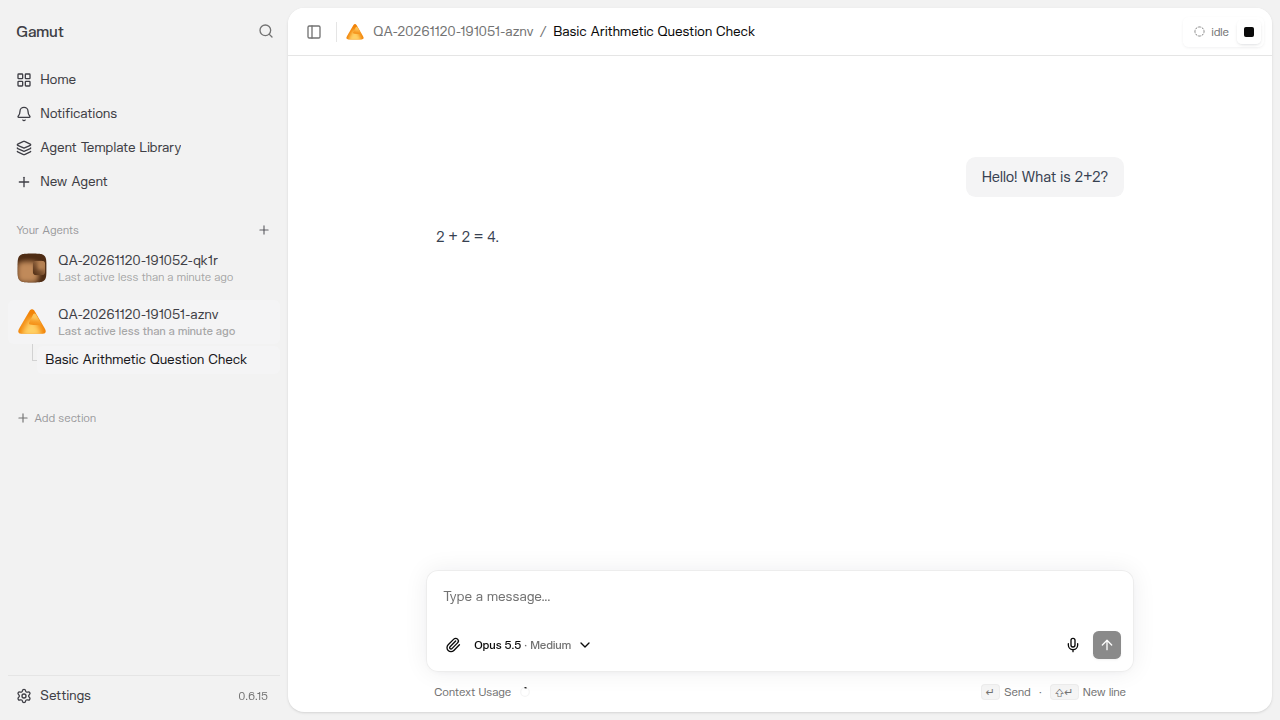 Gamut
Home
Notifications
Agent Template Library
New Agent
Your Agents
QA-20261120-191052-qk1r
Last active less than a minute ago
QA-20261120-191051-aznv
Last active less than a minute ago
Basic Arithmetic Question Check
Add section
Settings
0.6.15
QA-20261120-191051-aznv / Basic Arithmetic Question Check
idle
Hello! What is 2+2?
2 + 2 = 4.
Type a message...
Opus 5.5 · Medium
Context Usage
↵ Send · ⇧↵ New line